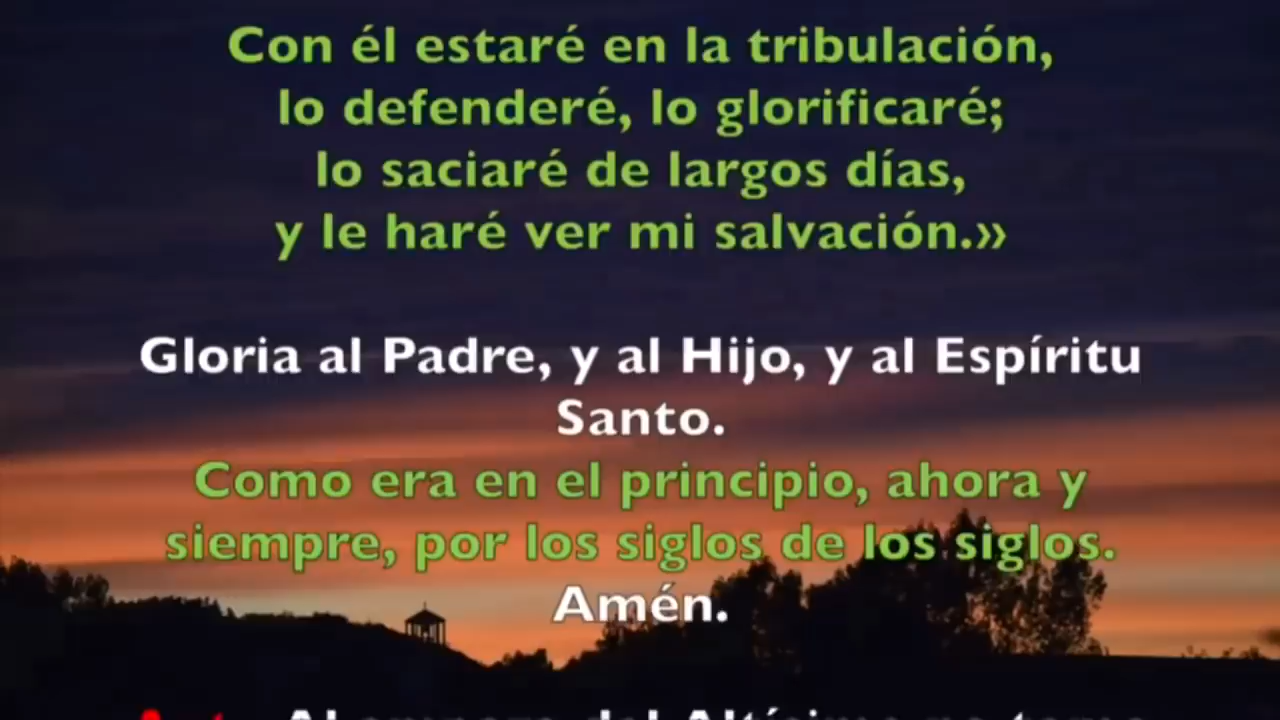 Con él estaré en la tribulación,
lo defenderé, lo glorificaré;
lo saciaré de largos días,
y le haré ver mi salvación.»
Gloria al Padre, y al Hijo, y al Espíritu
Santo.
Como era en el principio, ahora y
siempre, por los siglos de los siglos.
Amén.